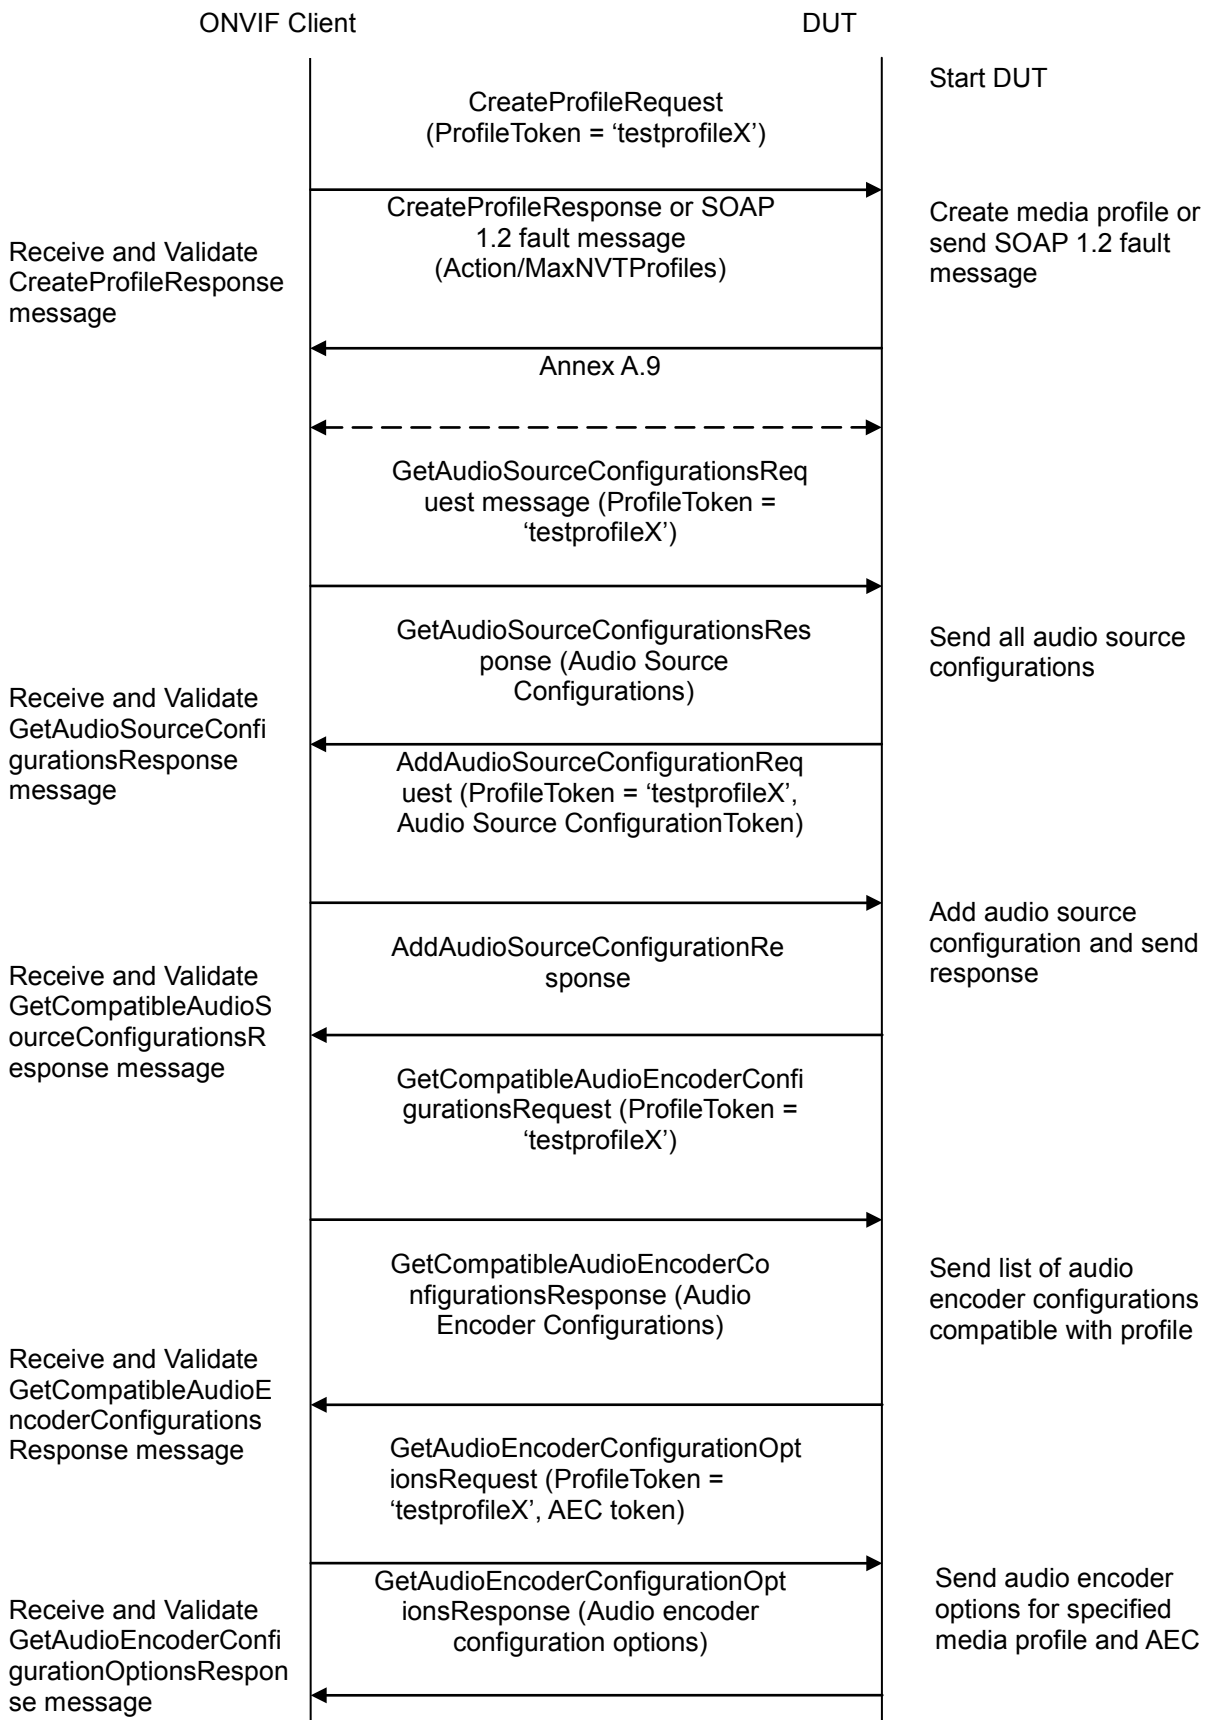 ONVIF Client
DUT
Start DUT
CreateProfileRequest
(ProfileToken = ‘testprofileX’)
CreateProfileResponse or SOAP
1.2 fault message
(Action/MaxNVTProfiles)
Create media profile or
send SOAP 1.2 fault
message
Receive and Validate
CreateProfileResponse
message
Annex A.9
GetAudioSourceConfigurationsReq
uest message (ProfileToken =
‘testprofileX’)
GetAudioSourceConfigurationsRes
ponse (Audio Source
Configurations)
Send all audio source
configurations
Receive and Validate
GetAudioSourceConfi
gurationsResponse
message
AddAudioSourceConfigurationReq
uest (ProfileToken = ‘testprofileX’,
Audio Source ConfigurationToken)
Add audio source
configuration and send
response
AddAudioSourceConfigurationRe
sponse
Receive and Validate
GetCompatibleAudioS
ourceConfigurationsR
esponse message
GetCompatibleAudioEncoderConfi
gurationsRequest (ProfileToken =
‘testprofileX’)
GetCompatibleAudioEncoderCo
nfigurationsResponse (Audio
Encoder Configurations)
Send list of audio
encoder configurations
compatible with profile
Receive and Validate
GetCompatibleAudioE
ncoderConfigurations
Response message
GetAudioEncoderConfigurationOpt
ionsRequest (ProfileToken =
‘testprofileX’, AEC token)
GetAudioEncoderConfigurationOpt
ionsResponse (Audio encoder
configuration options)
Send audio encoder
options for specified
media profile and AEC
Receive and Validate
GetAudioEncoderConfi
gurationOptionsRespon
se message